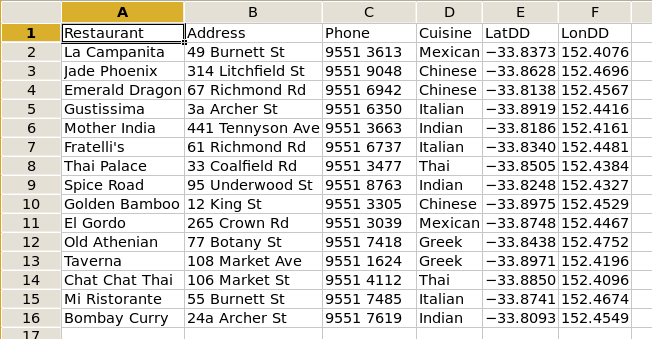 A B C D E F
1 Restaurant Address Phone Cuisine LatDD LonDD
2 La Campanita 49 Burnett St 9551 3613 Mexican −33.8373 152.4076
3 Jade Phoenix 314 Litchfield St 9551 9048 Chinese −33.8628 152.4696
4 Emerald Dragon 67 Richmond Rd 9551 6942 Chinese −33.8138 152.4567
5 Gustissima 3a Archer St 9551 6350 Italian −33.8919 152.4416
6 Mother India 441 Tennyson Ave 9551 3663 Indian −33.8186 152.4161
7 Fratelli's 61 Richmond Rd 9551 6737 Italian −33.8340 152.4481
8 Thai Palace 33 Coalfield Rd 9551 3477 Thai −33.8505 152.4384
9 Spice Road 95 Underwood St 9551 8763 Indian −33.8248 152.4327
10 Golden Bamboo 12 King St 9551 3305 Chinese −33.8975 152.4529
11 El Gordo 265 Crown Rd 9551 3039 Mexican −33.8748 152.4467
12 Old Athenian 77 Botany St 9551 7418 Greek −33.8438 152.4752
13 Taverna 108 Market Ave 9551 1624 Greek −33.8971 152.4196
14 Chat Chat Thai 106 Market St 9551 4112 Thai −33.8850 152.4096
15 Mi Ristorante 55 Burnett St 9551 7485 Italian −33.8741 152.4674
16 Bombay Curry 24a Archer St 9551 7619 Indian −33.8093 152.4549
17